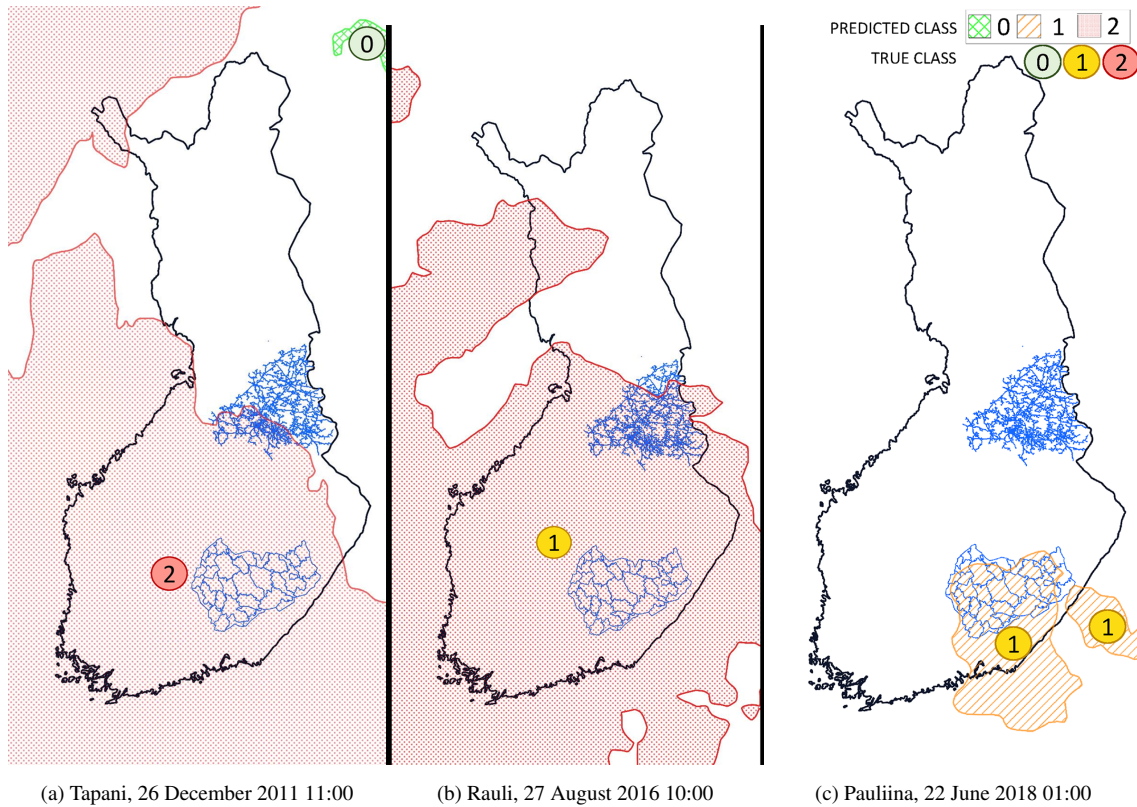 PREDICTED CLASS 0 1 2
TRUE CLASS 0 1 2
0
2
1
1
1
(a) Tapani, 26 December 2011 11:00
(b) Rauli, 27 August 2016 10:00
(c) Pauliina, 22 June 2018 01:00